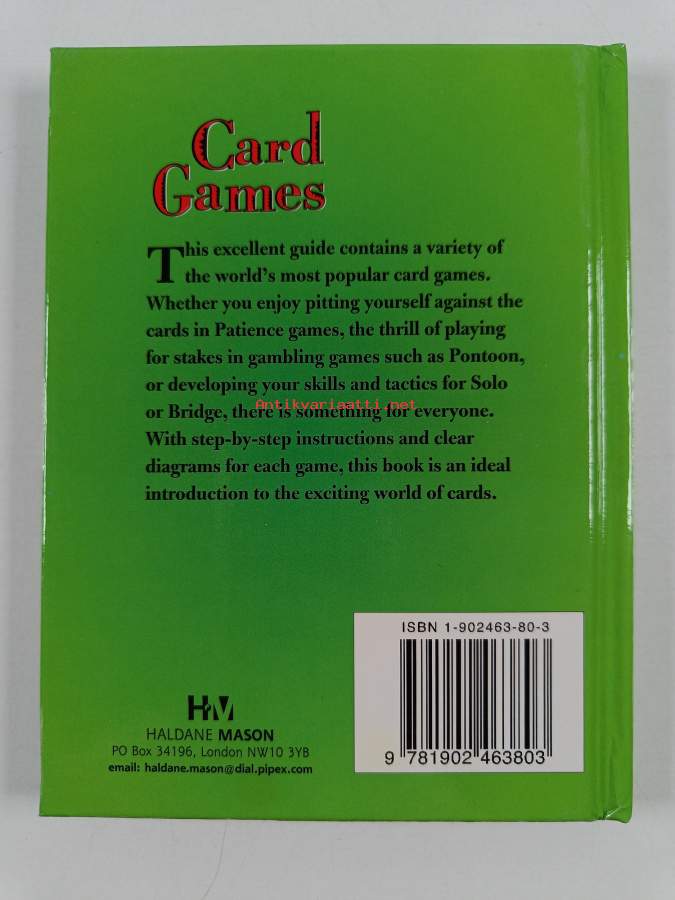 Card
Games
This excellent guide contains a variety of
the world's most popular card games.
Whether you enjoy pitting yourself against the
cards in Patience games, the thrill of playing
for stakes in gambling games such as Pontoon,
or developing your skills and tactics for Solo
or Bridge, there is something for everyone.
Antikvariaatti.net
With step-by-step instructions and clear
diagrams for each game, this book is an ideal
introduction to the exciting world of cards.
ISBN 1-902463-80-3
9 781902 463803
HM
HALDANE MASON
PO Box 34196, London NW10 3YB
email: haldane.mason@dial.pipex.com